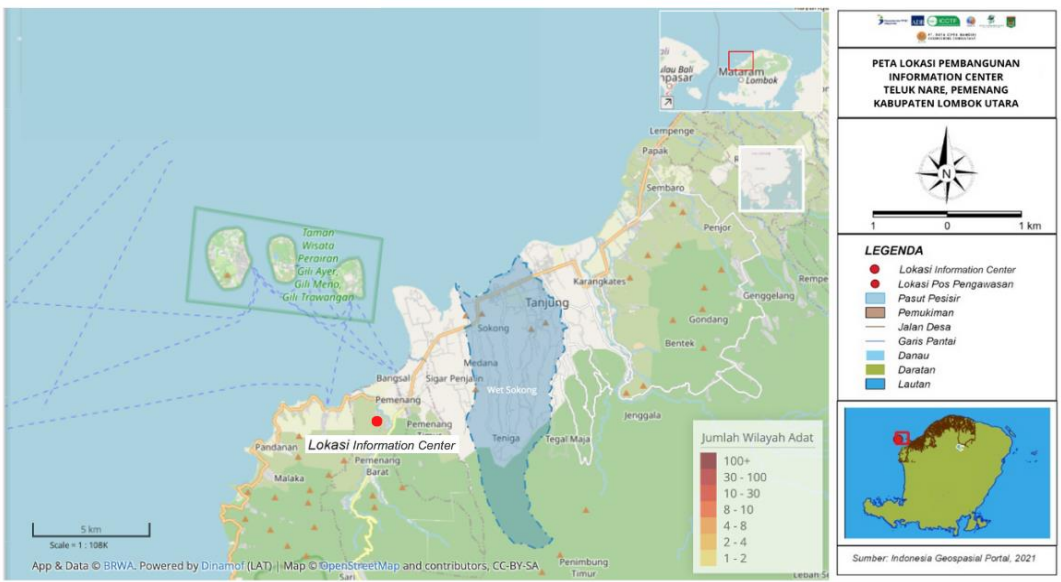 Mataram
Lombok
Lempenge
Papak
Sembaro
Penjor
Rempe
Genggelang
Karangkates
Gondang
Bentek
Taman
Wisata
Perairan
Gili Ayer,
Gili Meno,
Gili Trawangan
Tanjung
Sokong
Medana
Bangsal
Sigar Penjalin
Wet Sokong
Pemenang
Pemenang
Jenggala
Teniga
Tegal Maja
Lokasi Information Center
Pandanan
Malaka
Pemenang
Barat
Penimbung
Timur
Lebah S
Sari
Jumlah Wilayah Adat
100+
30 - 100
10 - 30
8 - 10
4 - 8
2 - 4
1 - 2
5 km
Scale = 1 : 108K
App & Data © BRWA. Powered by Dinamof (LAT) | Map © OpenStreetMap and contributors, CC-BY-SA
ICCTF
PETA LOKASI PEMBANGUNAN
INFORMATION CENTER
TELUK NARE, PEMENANG
KABUPATEN LOMBOK UTARA
N
1 0 1 km
LEGENDA
Lokasi Information Center
Lokasi Pos Pengawasan
Pasut Pesisir
Pemukiman
Jalan Desa
Garis Pantai
Danau
Daratan
Lautan
Sumber: Indonesia Geospasial Portal, 2021